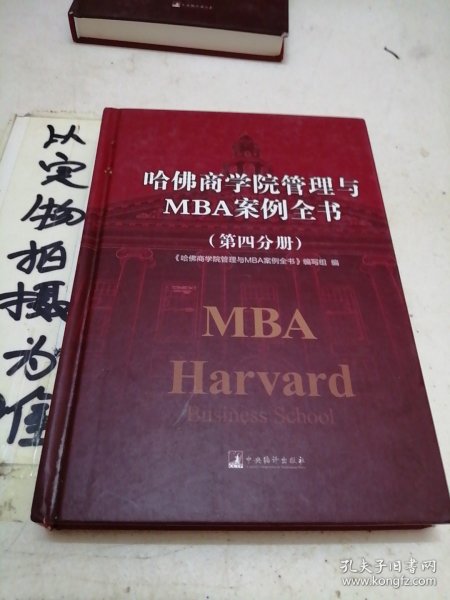 哈佛商学院管理与
MBA案例全书
（第四分册）
《哈佛商学院管理与MBA案例全书》编写组 编
MBA
Harvard
Business School
中央编译出版社
以实物拍摄为准
孔夫子旧书网
www.kongfz.com